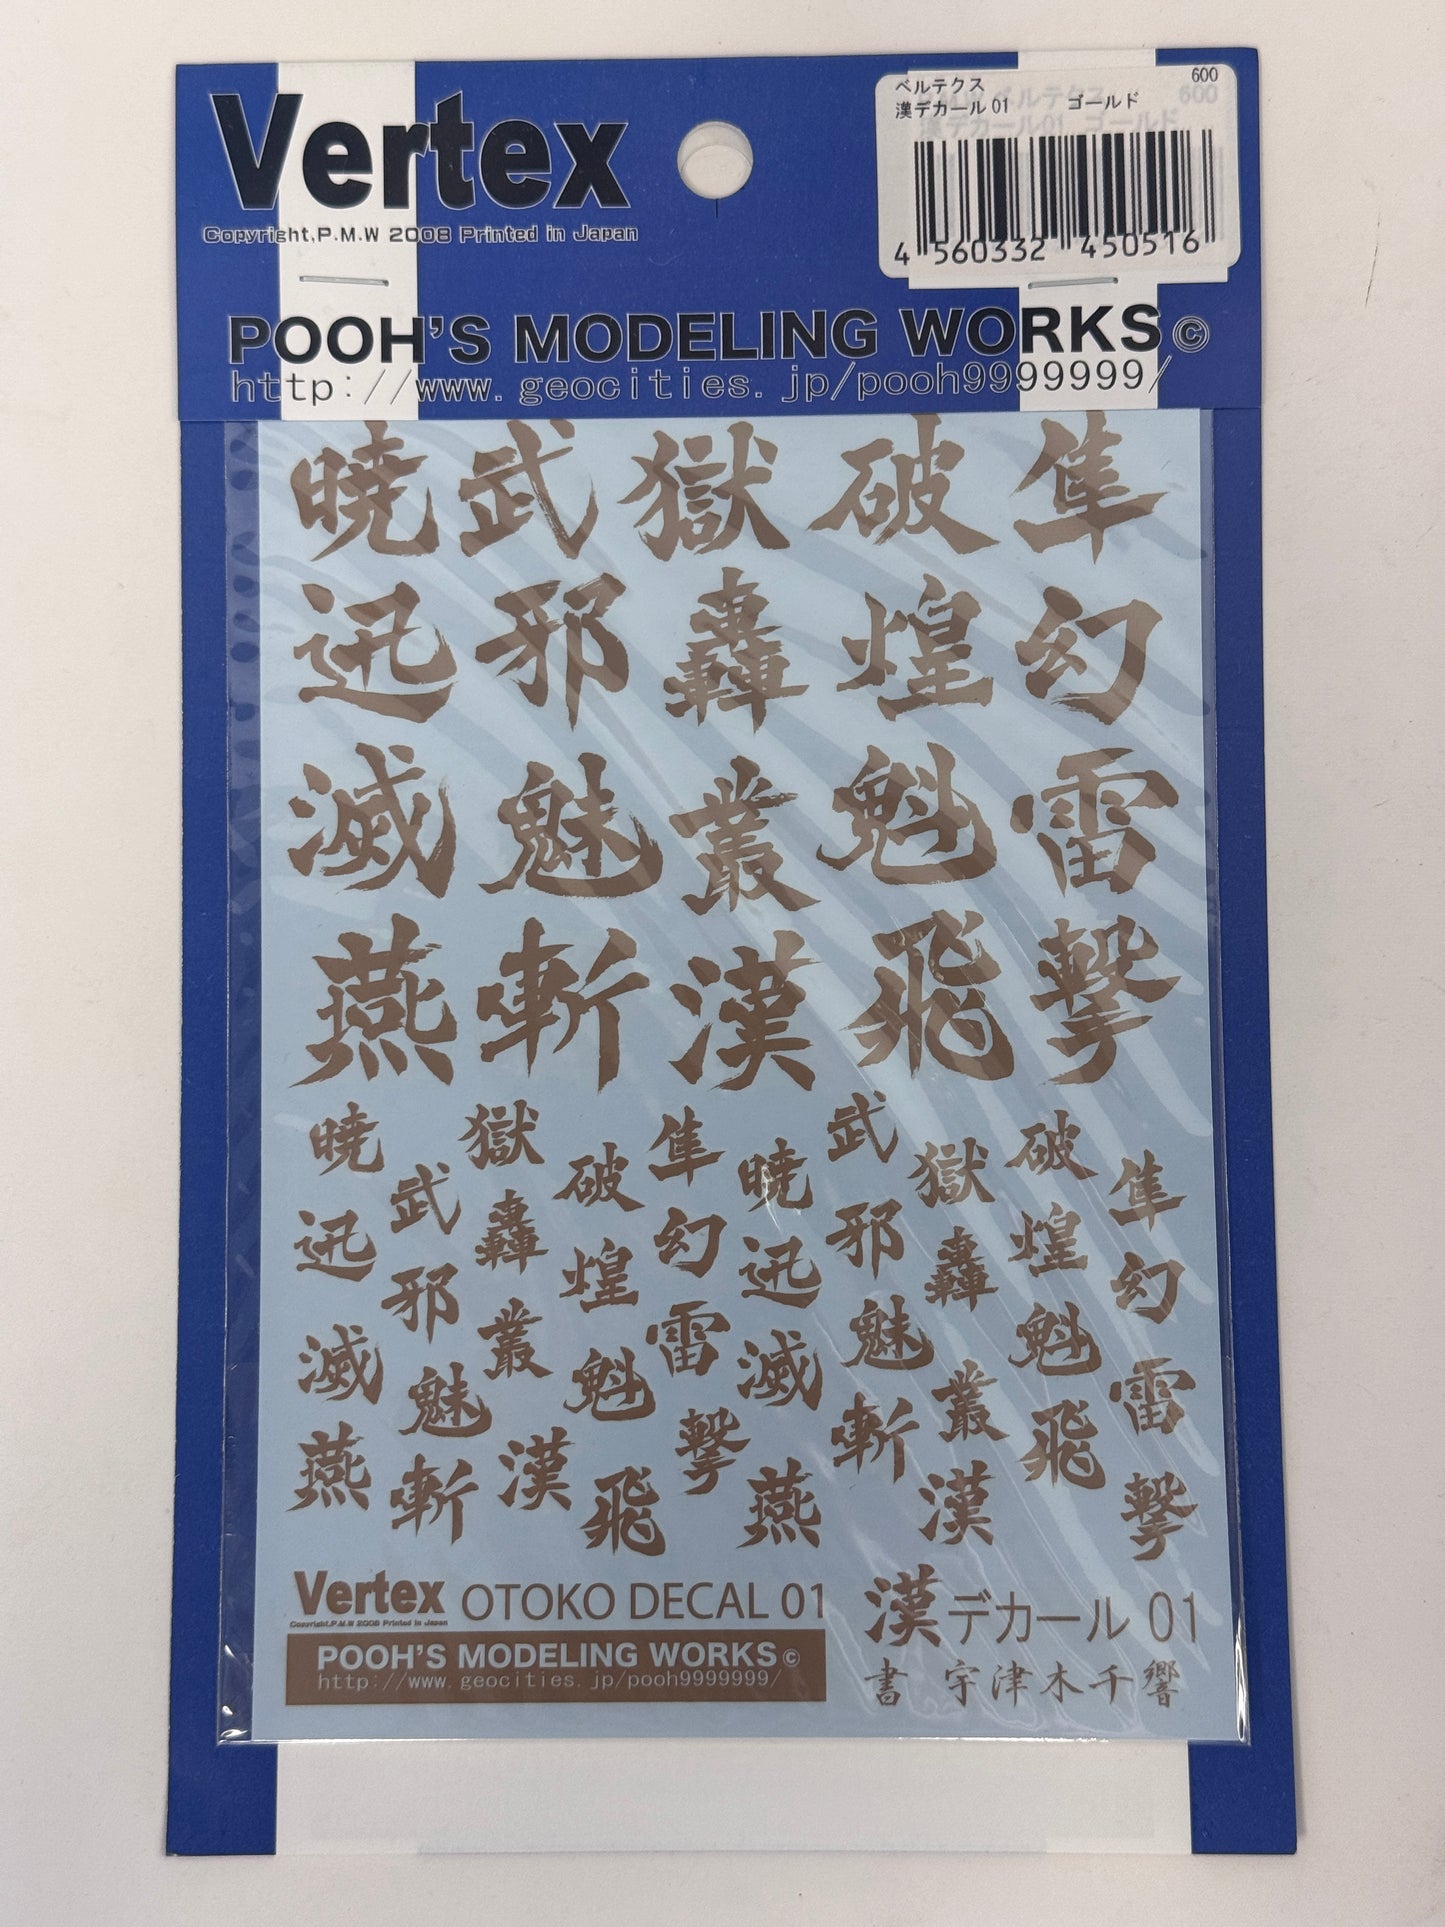 Vertex
Copyright.P.M.W 2008 Printed in Japan
ベルテクス 600
漢デカール 01 ゴールド
4 560332 450516
POOH'S MODELING WORKS©
http://www.geocities.jp/pooh9999999/
暁 武 獄 破 隼
迅 邪 轟 煌 幻
滅 魅 叢 魁 雷
燕 斬 漢 飛 撃
暁 獄 隼 武 破
武 破 暁 獄 隼
迅 轟 幻 邪 煌
邪 煌 迅 轟 幻
滅 叢 雷 魅 魁
魅 魁 滅 叢 雷
燕 漢 撃 斬 飛
斬 飛 燕 漢 撃
Vertex OTOKO DECAL 01
Copyright.P.M.W 2008 Printed in Japan
POOH'S MODELING WORKS©
http://www.geocities.jp/pooh9999999/
漢デカール 01
書 宇津木千響